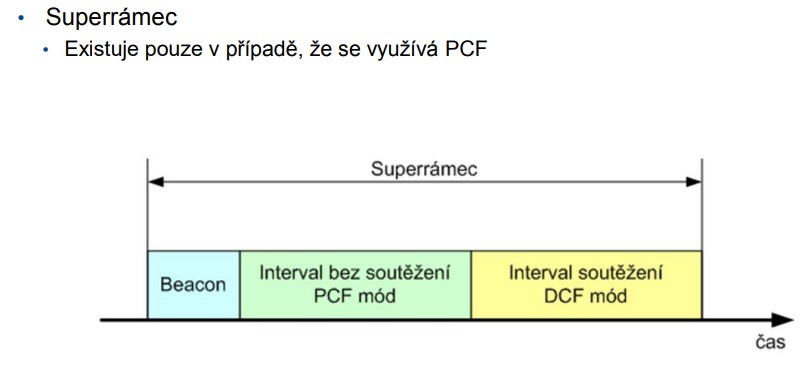 • Superrámec
• Existuje pouze v případě, že se využívá PCF
Superrámec
Beacon
Interval bez soutěžení
PCF mód
Interval soutěžení
DCF mód
čas